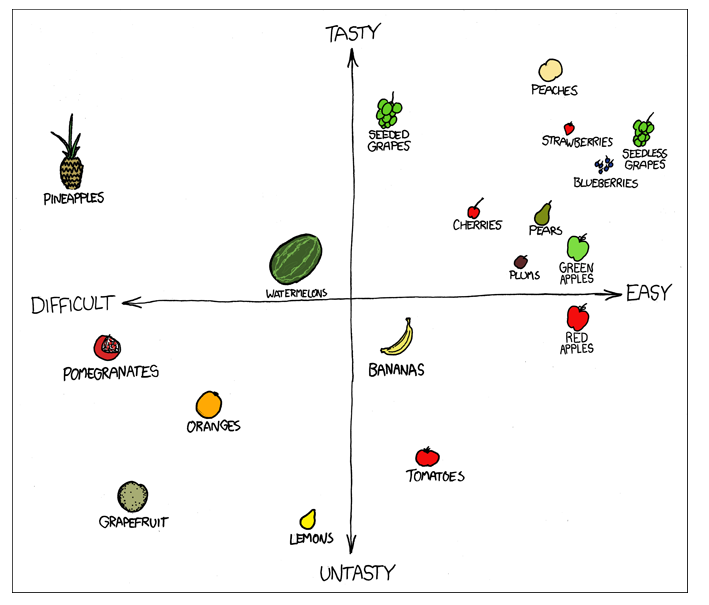 TASTY
PEACHES
SEEDED
GRAPES
STRAWBERRIES
SEEDLESS
GRAPES
BLUEBERRIES
PINEAPPLES
CHERRIES
PEARS
PLUMS
GREEN
APPLES
WATERMELONS
DIFFICULT
EASY
RED
APPLES
POMEGRANATES
BANANAS
ORANGES
TOMATOES
GRAPEFRUIT
LEMONS
UNTASTY